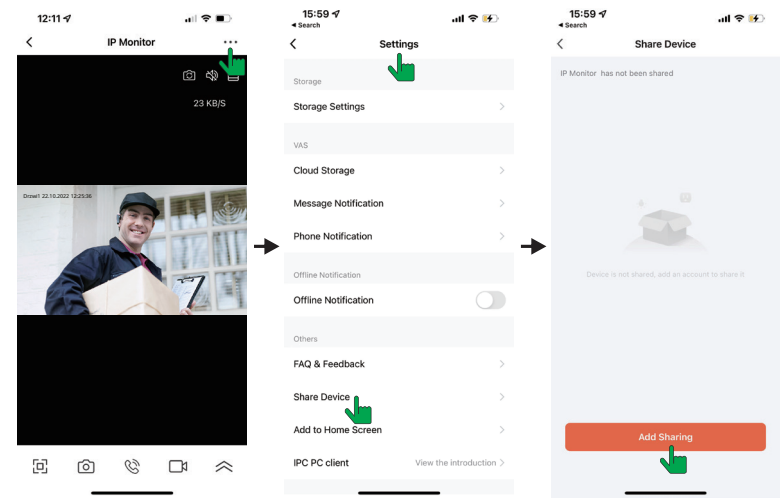 12:11
IP Monitor
23 KB/S
Drzwi1 22.10.2022 12:25:36
15:59
Search
Settings
Storage
Storage Settings
VAS
Cloud Storage
Message Notification
Phone Notification
Offline Notification
Offline Notification
Others
FAQ & Feedback
Share Device
Add to Home Screen
IPC PC client View the introduction
15:59
Search
Share Device
IP Monitor has not been shared
Device is not shared, add an account to share it
Add Sharing